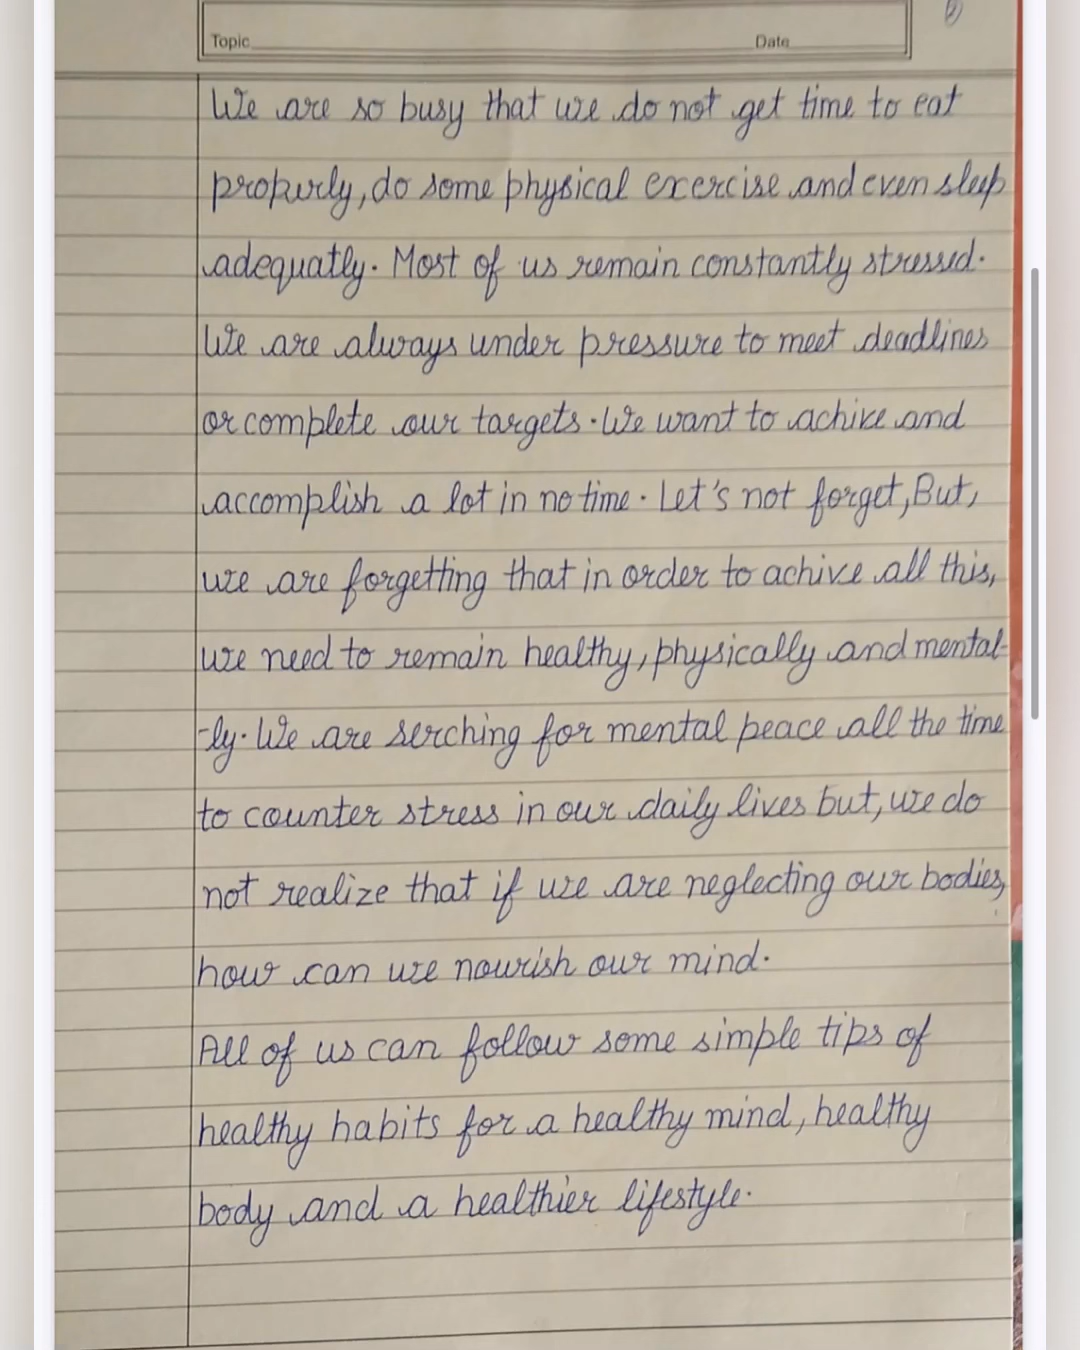 2
Topic Date
We are so busy that we do not get time to eat
properly, do some physical exercise and even sleep
adequatly. Most of us remain constantly stressed.
We are always under pressure to meet deadlines
or complete our targets. We want to achive and
accomplish a lot in no time. Let's not forget, But,
we are forgetting that in order to achive all this,
we need to remain healthy, physically and mental-
-ly. We are serching for mental peace all the time
to counter stress in our daily lives but, we do
not realize that if we are neglecting our bodies,
how can we nourish our mind.
All of us can follow some simple tips of
healthy habits for a healthy mind, healthy
body and a healthier lifestyle.